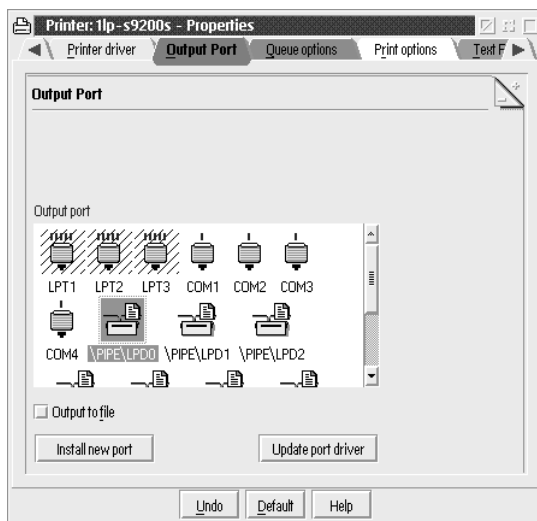 Printer: 1lp-s9200s - Properties
Printer driver Output Port Queue options Print options Text F
Output Port
Output port
LPT1 LPT2 LPT3 COM1 COM2 COM3
COM4 \PIPE\LPD0 \PIPE\LPD1 \PIPE\LPD2
Output to file
Install new port Update port driver
Undo Default Help